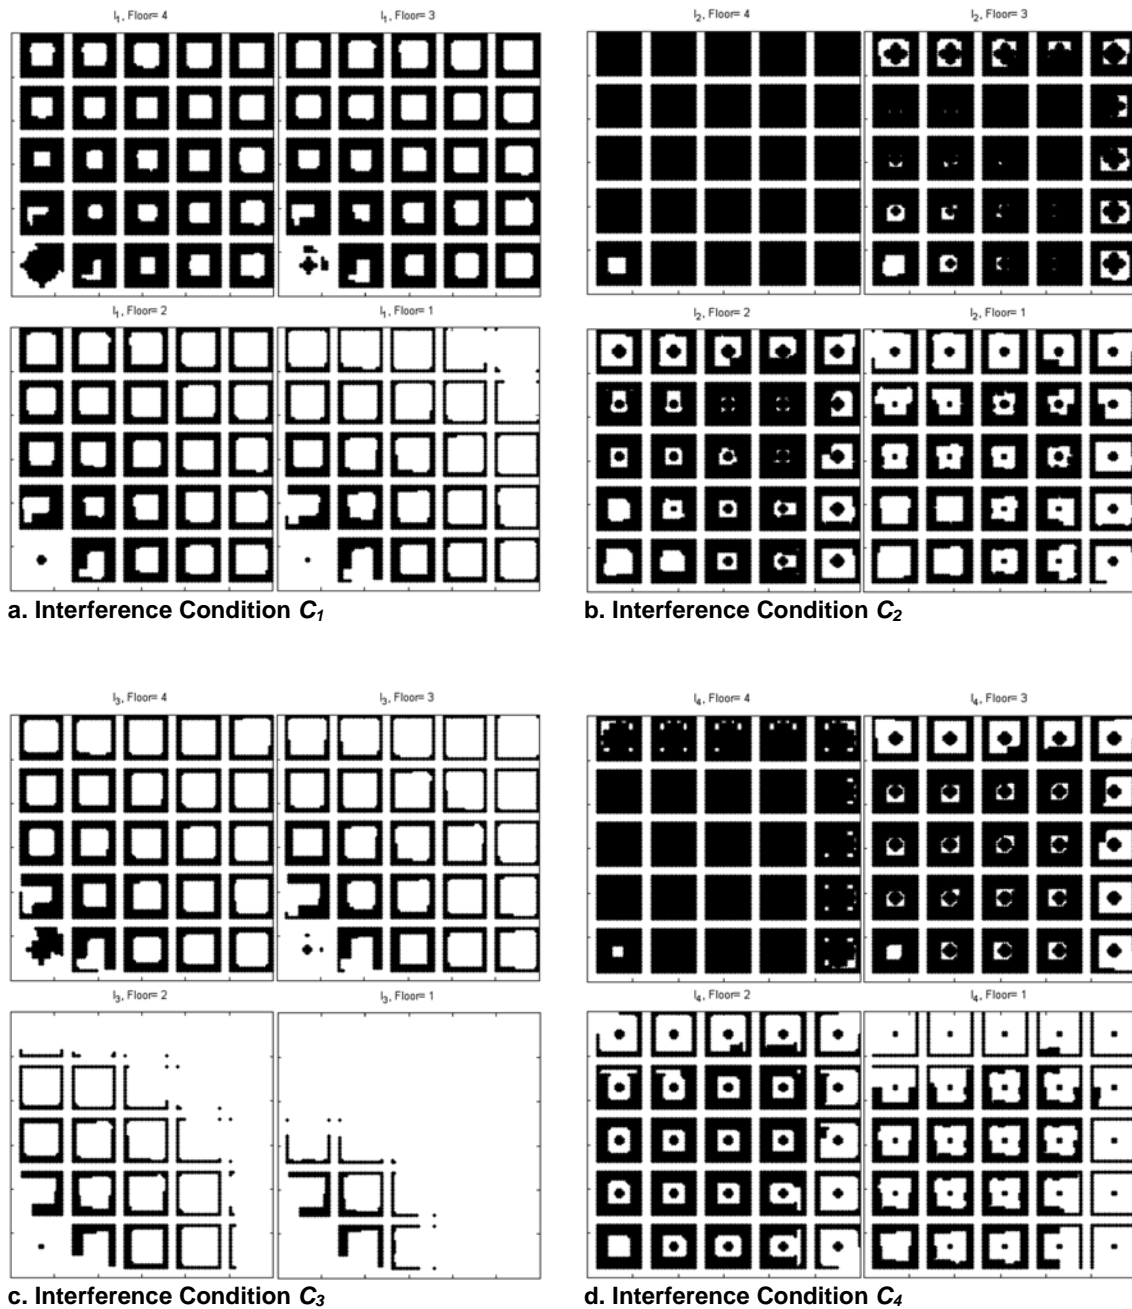 I1, Floor= 4
I1, Floor= 3
I1, Floor= 2
I1, Floor= 1
a. Interference Condition C1
I2, Floor= 4
I2, Floor= 3
I2, Floor= 2
I2, Floor= 1
b. Interference Condition C2
I3, Floor= 4
I3, Floor= 3
I3, Floor= 2
I3, Floor= 1
c. Interference Condition C3
I4, Floor= 4
I4, Floor= 3
I4, Floor= 2
I4, Floor= 1
d. Interference Condition C4